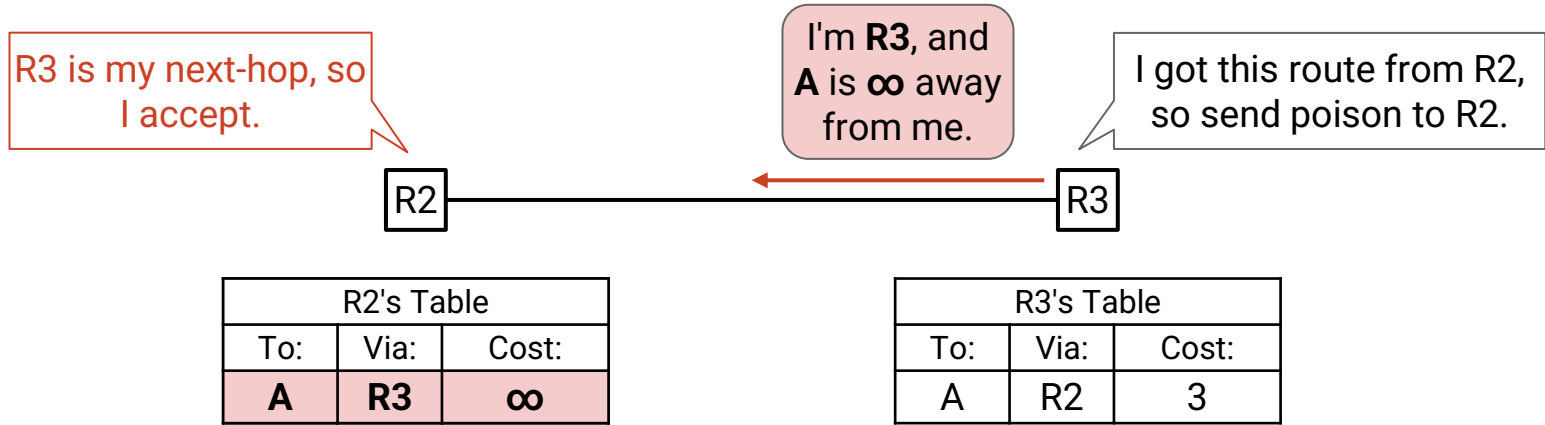 R3 is my next-hop, so
I accept.
I'm R3, and
A is ∞ away
from me.
I got this route from R2,
so send poison to R2.
R2
R3
R2's Table
To: Via: Cost:
A R3 ∞
R3's Table
To: Via: Cost:
A R2 3